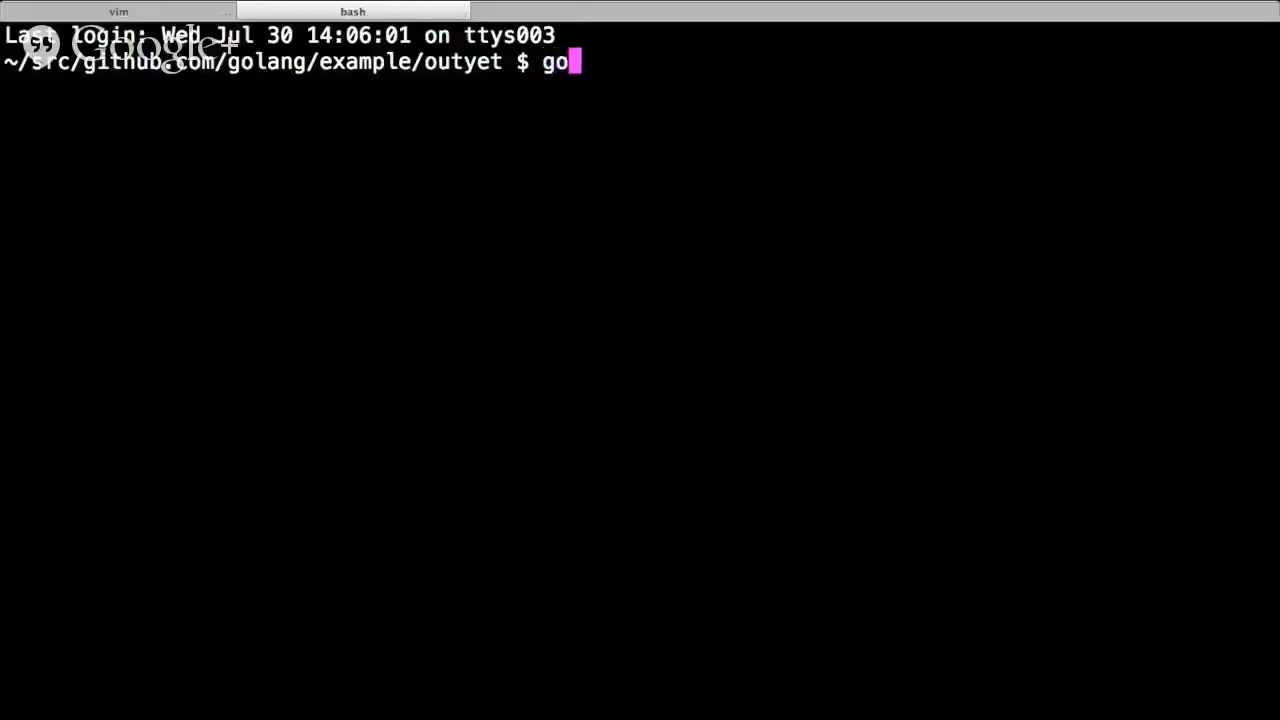 vim ...
bash
Last login: Wed Jul 30 14:06:01 on ttys003
Google+
~/src/github.com/golang/example/outyet $ go